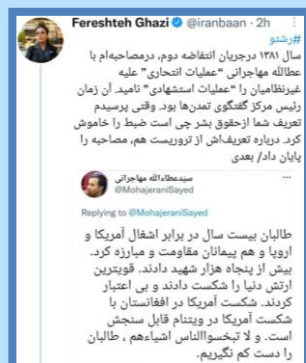 Fereshteh Ghazi @iranbaan · 2h
#رشتو
سال ۱۳۸۱ درجریان انتفاضه دوم، درمصاحبه‌ام با
عطاالله مهاجرانی "عملیات انتحاری" علیه
غیرنظامیان را "عملیات استشهادی" نامید. آن زمان
رئیس مرکز گفتگوی تمدن‌ها بود. وقتی پرسیدم
تعریف شما ازحقوق بشر چی است ضبط را خاموش
کرد. درباره تعریف‌اش از تروریست هم، مصاحبه را
پایان داد/ بعدی
سیدعطاءالله مهاجرانی
@MohajeraniSayed
Replying to @MohajeraniSayed
طالبان بیست سال در برابر اشغال آمریکا و
اروپا و هم پیمانان مقاومت و مبارزه کرد.
بیش از پنجاه هزار شهید دادند. قویترین
ارتش دنیا را شکست دادند و بی اعتبار
کردند. شکست آمریکا در افغانستان با
شکست آمریکا در ویتنام قابل سنجش
است. و لا تبخسواالناس اشیاءهم ، طالبان
را دست کم نگیریم.